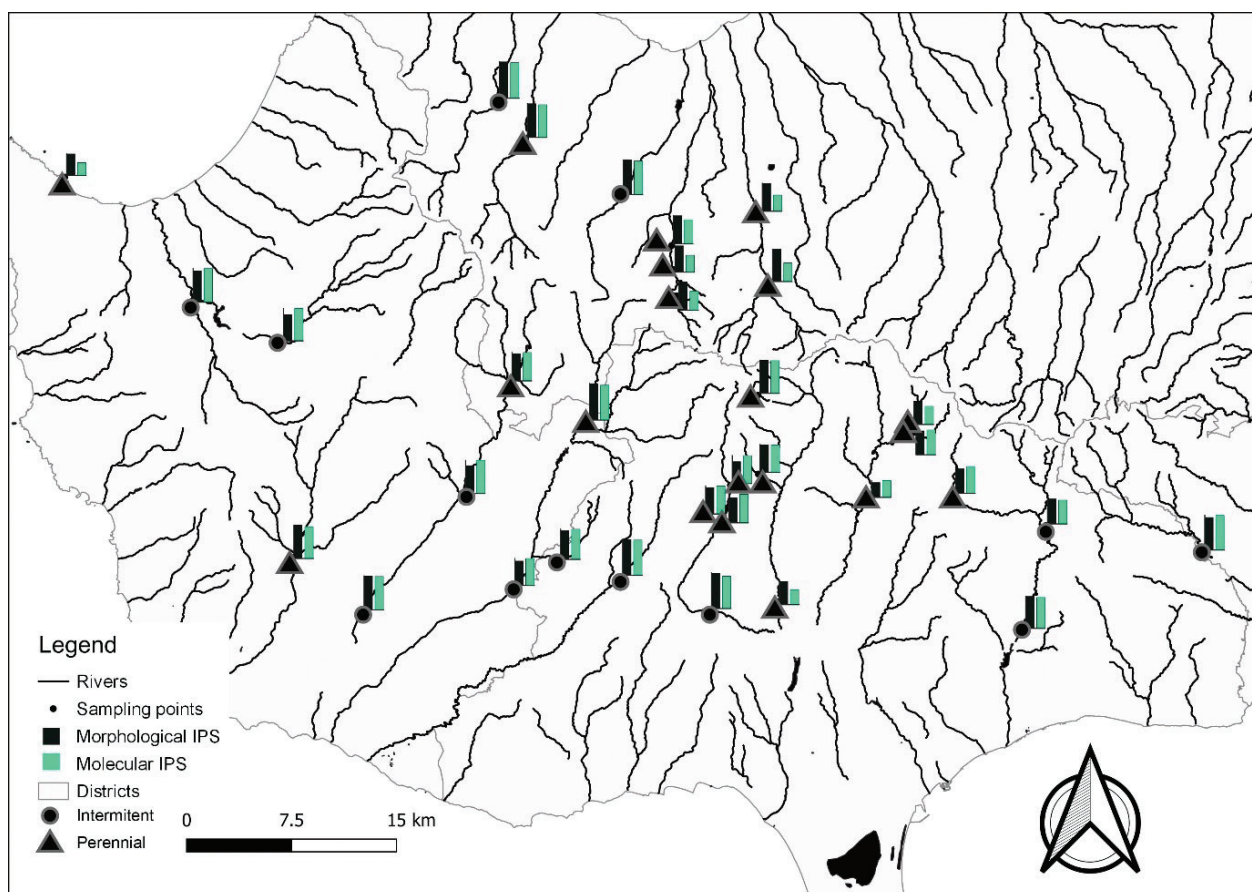 Legend
Rivers
Sampling points
Morphological IPS
Molecular IPS
Districts
Intermitent
Perennial
0 7.5 15 km